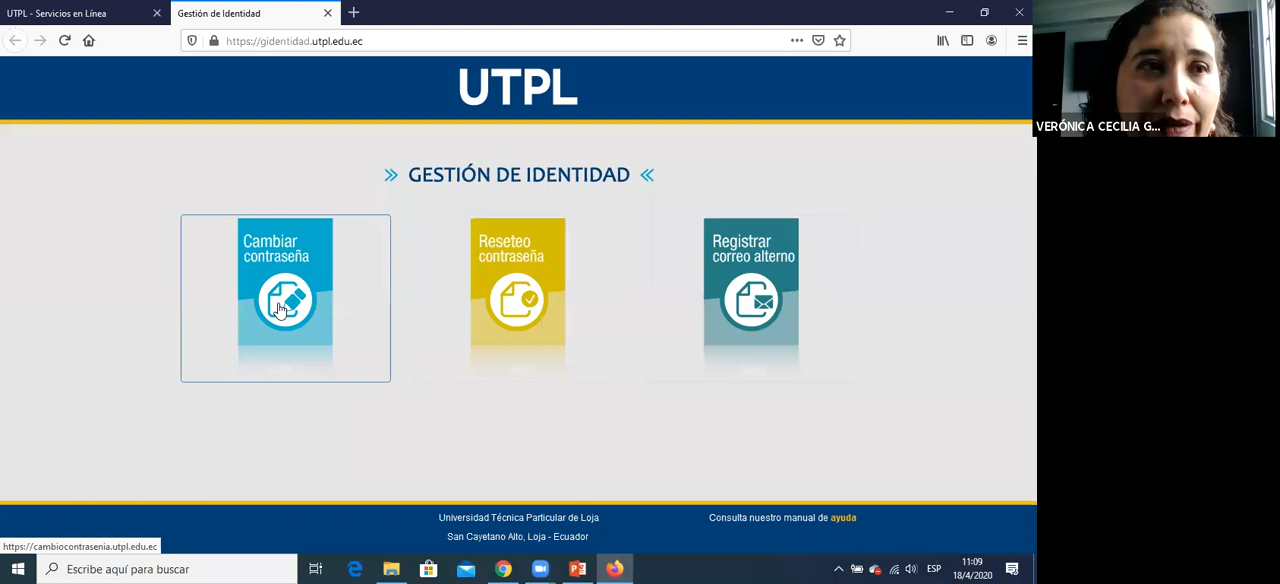 UTPL - Servicios en Línea
Gestión de Identidad
https://gidentidad.utpl.edu.ec
UTPL
VERÓNICA CECILIA G...
» GESTIÓN DE IDENTIDAD «
Cambiar
contraseña
Reseteo
contraseña
Registrar
correo alterno
Universidad Técnica Particular de Loja
Consulta nuestro manual de ayuda
San Cayetano Alto, Loja - Ecuador
https://cambiocontrasenia.utpl.edu.ec
Escribe aquí para buscar
ESP
11:09
18/4/2020